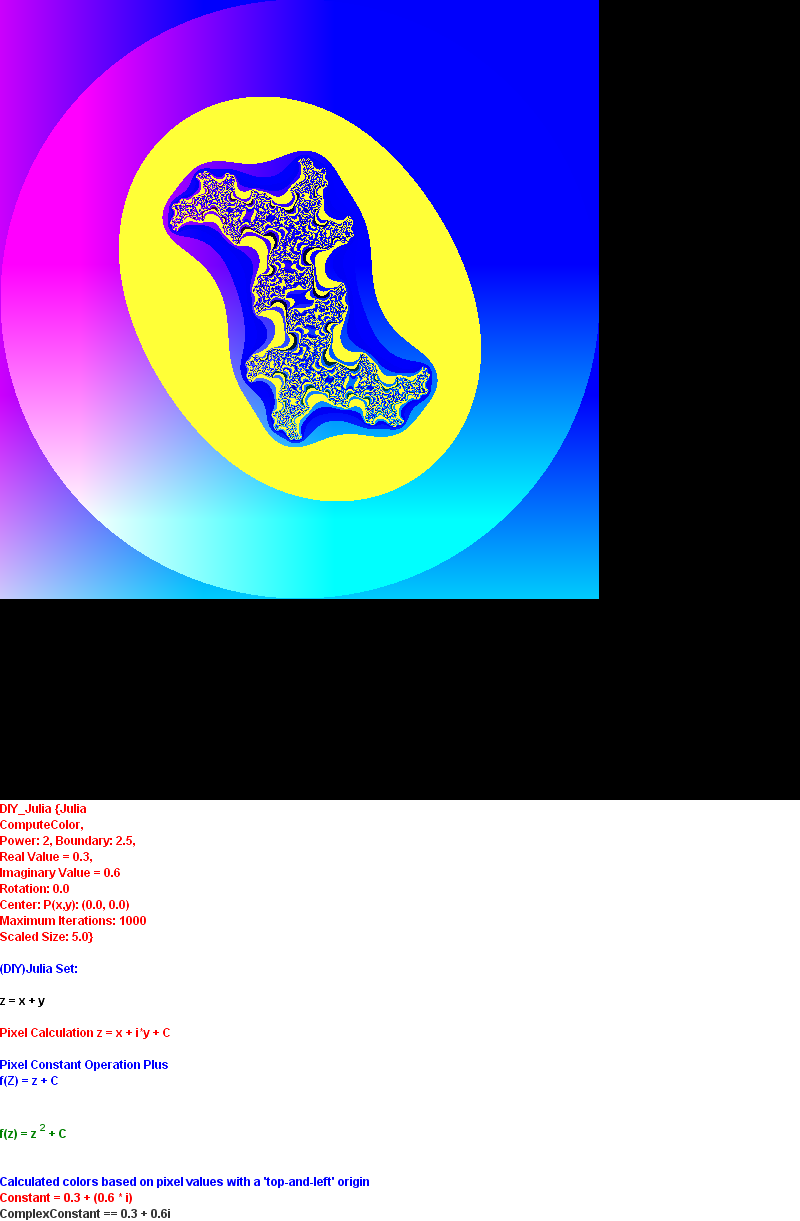 DIY_Julia {Julia
ComputeColor,
Power: 2, Boundary: 2.5,
Real Value = 0.3,
Imaginary Value = 0.6
Rotation: 0.0
Center: P(x,y): (0.0, 0.0)
Maximum Iterations: 1000
Scaled Size: 5.0}
(DIY)Julia Set:
z = x + y
Pixel Calculation z = x + i*y + C
Pixel Constant Operation Plus
f(Z) = z + C
f(z) = z ² + C
Calculated colors based on pixel values with a 'top-and-left' origin
Constant = 0.3 + (0.6 * i)
ComplexConstant == 0.3 + 0.6i